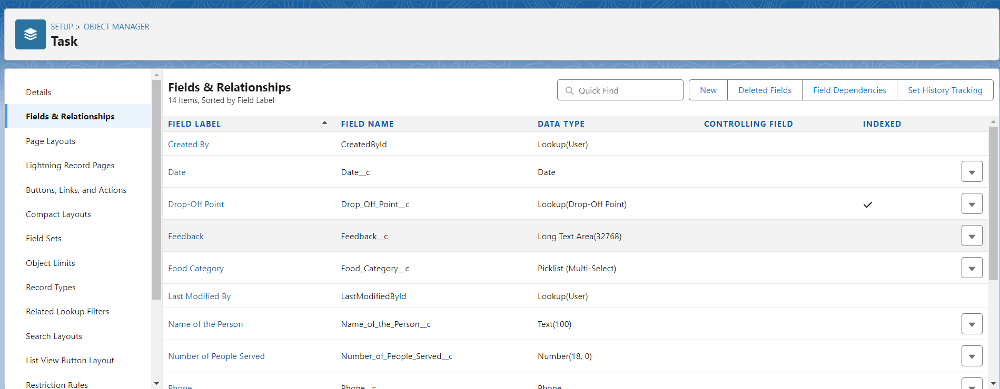 SETUP > OBJECT MANAGER
Task
Details
Fields & Relationships
Page Layouts
Lightning Record Pages
Buttons, Links, and Actions
Compact Layouts
Field Sets
Object Limits
Record Types
Related Lookup Filters
Search Layouts
List View Button Layout
Restriction Rules
Fields & Relationships
14 Items, Sorted by Field Label
Quick Find
New
Deleted Fields
Field Dependencies
Set History Tracking
FIELD LABEL FIELD NAME DATA TYPE CONTROLLING FIELD INDEXED
Created By CreatedById Lookup(User)
Date Date__c Date
Drop-Off Point Drop_Off_Point__c Lookup(Drop-Off Point)
Feedback Feedback__c Long Text Area(32768)
Food Category Food_Category__c Picklist (Multi-Select)
Last Modified By LastModifiedById Lookup(User)
Name of the Person Name_of_the_Person__c Text(100)
Number of People Served Number_of_People_Served__c Number(18, 0)
Phone Phone__c Phone